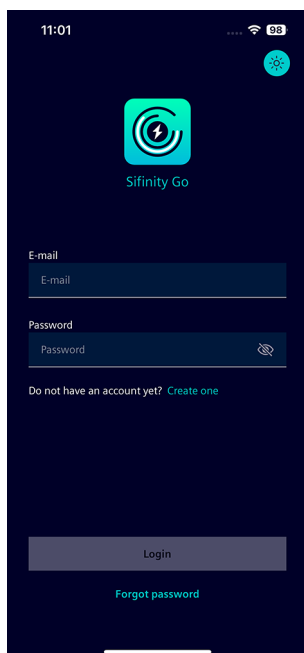 11:01
98
Sifinity Go
E-mail
E-mail
Password
Password
Do not have an account yet? Create one
Login
Forgot password